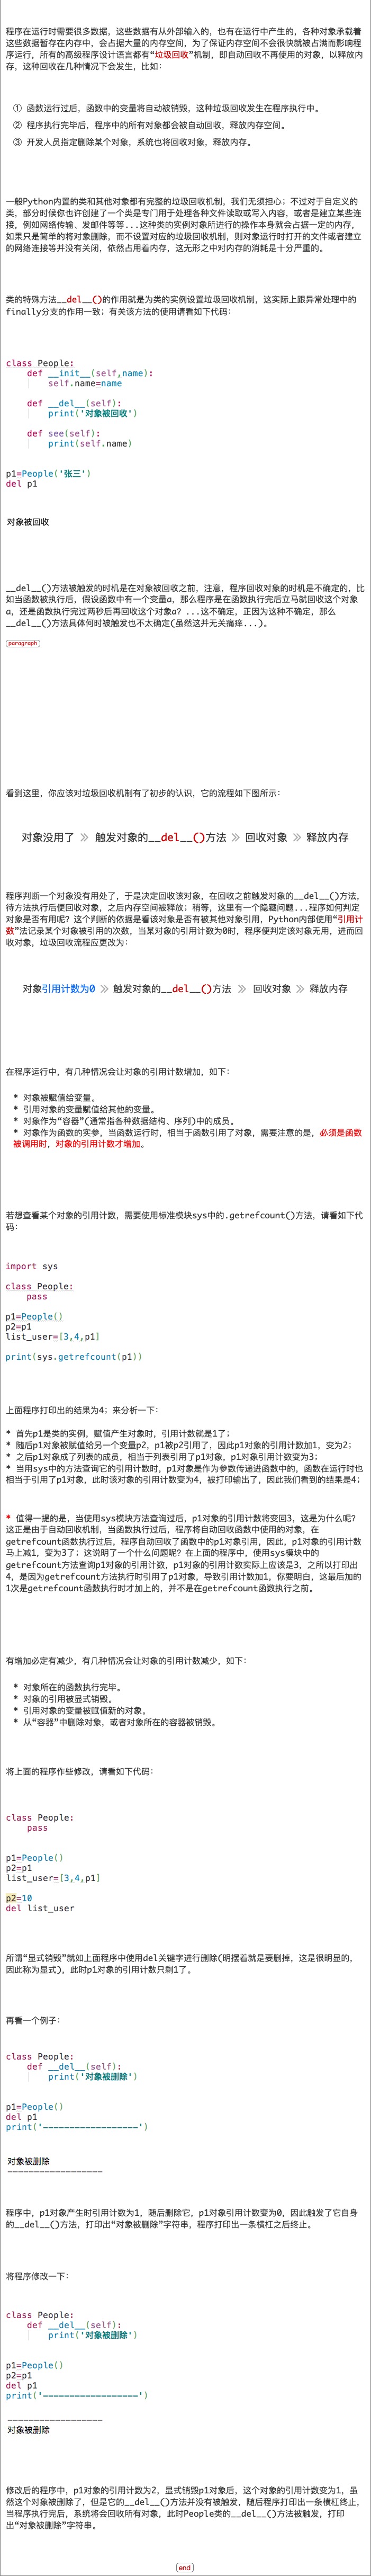 程序在运行时需要很多数据，这些数据有从外部输入的，也有在运行中产生的，各种对象承载着
这些数据暂存在内存中，会占据大量的内存空间，为了保证内存空间不会很快就被占满而影响程
序运行，所有的高级程序设计语言都有“垃圾回收”机制，即自动回收不再使用的对象，以释放内
存，这种回收在几种情况下会发生，比如：
① 函数运行过后，函数中的变量将自动被销毁，这种垃圾回收发生在程序执行中。
② 程序执行完毕后，程序中的所有对象都会被自动回收，释放内存空间。
③ 开发人员指定删除某个对象，系统也将回收对象，释放内存。
一般Python内置的类和其他对象都有完整的垃圾回收机制，我们无须担心；不过对于自定义的
类，部分时候你也许创建了一个类是专门用于处理各种文件读取或写入内容，或者是建立某些连
接，例如网络传输、发邮件等等...这种类的实例对象所进行的操作本身就会占据一定的内存，
如果只是简单的将对象删除，而不设置对应的垃圾回收机制，则对象运行时打开的文件或者建立
的网络连接等并没有关闭，依然占用着内存，这无形之中对内存的消耗是十分严重的。
类的特殊方法__del__()的作用就是为类的实例设置垃圾回收机制，这实际上跟异常处理中的
finally分支的作用一致；有关该方法的使用请看如下代码：
class People:
def __init__(self,name):
self.name=name
def __del__(self):
print('对象被回收')
def see(self):
print(self.name)
p1=People('张三')
del p1
对象被回收
__del__()方法被触发的时机是在对象被回收之前，注意，程序回收对象的时机是不确定的，比
如当函数被执行后，假设函数中有一个变量a，那么程序是在函数执行完后立马就回收这个对象
a，还是函数执行完过两秒后再回收这个对象a？...这不确定，正因为这种不确定，那么
__del__()方法具体何时被触发也不太确定(虽然这并无关痛痒...)。
paragraph
看到这里，你应该对垃圾回收机制有了初步的认识，它的流程如下图所示：
对象没用了 》 触发对象的__del__()方法 》 回收对象 》 释放内存
程序判断一个对象没有用处了，于是决定回收该对象，在回收之前触发对象的__del__()方法，
待方法执行后便回收对象，之后内存空间被释放；稍等，这里有一个隐藏问题...程序如何判定
对象是否有用呢？这个判断的依据是看该对象是否有被其他对象引用，Python内部使用“引用计
数”法记录某个对象被引用的次数，当某对象的引用计数为0时，程序便判定该对象无用，进而回
收对象，垃圾回收流程应更改为：
对象引用计数为0 》 触发对象的__del__()方法 》 回收对象 》 释放内存
在程序运行中，有几种情况会让对象的引用计数增加，如下：
* 对象被赋值给变量。
* 引用对象的变量赋值给其他的变量。
* 对象作为“容器”(通常指各种数据结构、序列)中的成员。
* 对象作为函数的实参，当函数运行时，相当于函数引用了对象，需要注意的是，必须是函数
被调用时，对象的引用计数才增加。
若想查看某个对象的引用计数，需要使用标准模块sys中的.getrefcount()方法，请看如下代
码：
import sys
class People:
pass
p1=People()
p2=p1
list_user=[3,4,p1]
print(sys.getrefcount(p1))
上面程序打印出的结果为4；来分析一下：
* 首先p1是类的实例，赋值产生对象时，引用计数就是1了；
* 随后p1对象被赋值给另一个变量p2，p1被p2引用了，因此p1对象的引用计数加1，变为2；
* 之后p1对象成了列表的成员，相当于列表引用了p1对象，p1对象引用计数变为3；
* 当用sys中的方法查询它的引用计数时，p1对象是作为参数传递进函数中的，函数在运行时也
相当于引用了p1对象，此时该对象的引用计数变为4，被打印输出了，因此我们看到的结果是4；
* 值得一提的是，当使用sys模块方法查询过后，p1对象的引用计数将变回3，这是为什么呢？
这正是由于自动回收机制，当函数执行过后，程序将自动回收函数中使用的对象，在
getrefcount函数执行过后，程序自动回收了函数中的p1对象引用，因此，p1对象的引用计数
马上减1，变为3了；这说明了一个什么问题呢？在上面的程序中，使用sys模块中的
getrefcount方法查询p1对象的引用计数，p1对象的引用计数实际上应该是3，之所以打印出
4，是因为getrefcount方法执行时引用了p1对象，导致引用计数加1，你要明白，这最后加的
1次是getrefcount函数执行时才加上的，并不是在getrefcount函数执行之前。
有增加必定有减少，有几种情况会让对象的引用计数减少，如下：
* 对象所在的函数执行完毕。
* 对象的引用被显式销毁。
* 引用对象的变量被赋值新的对象。
* 从“容器”中删除对象，或者对象所在的容器被销毁。
将上面的程序作些修改，请看如下代码：
class People:
pass
p1=People()
p2=p1
list_user=[3,4,p1]
p2=10
del list_user
所谓“显式销毁”就如上面程序中使用del关键字进行删除(明摆着就是要删掉，这是很明显的，
因此称为显式)，此时p1对象的引用计数只剩1了。
再看一个例子：
class People:
def __del__(self):
print('对象被删除')
p1=People()
del p1
print('------------------')
对象被删除
------------------
程序中，p1对象产生时引用计数为1，随后删除它，p1对象引用计数变为0，因此触发了它自身
的__del__()方法，打印出“对象被删除”字符串，程序打印出一条横杠之后终止。
将程序修改一下：
class People:
def __del__(self):
print('对象被删除')
p1=People()
p2=p1
del p1
print('------------------')
------------------
对象被删除
修改后的程序中，p1对象的引用计数为2，显式销毁p1对象后，这个对象的引用计数变为1，虽
然这个对象被删除了，但是它的__del__()方法并没有被触发，随后程序打印出一条横杠终止，
当程序执行完后，系统将会回收所有对象，此时People类的__del__()方法被触发，打印
出“对象被删除”字符串。
end